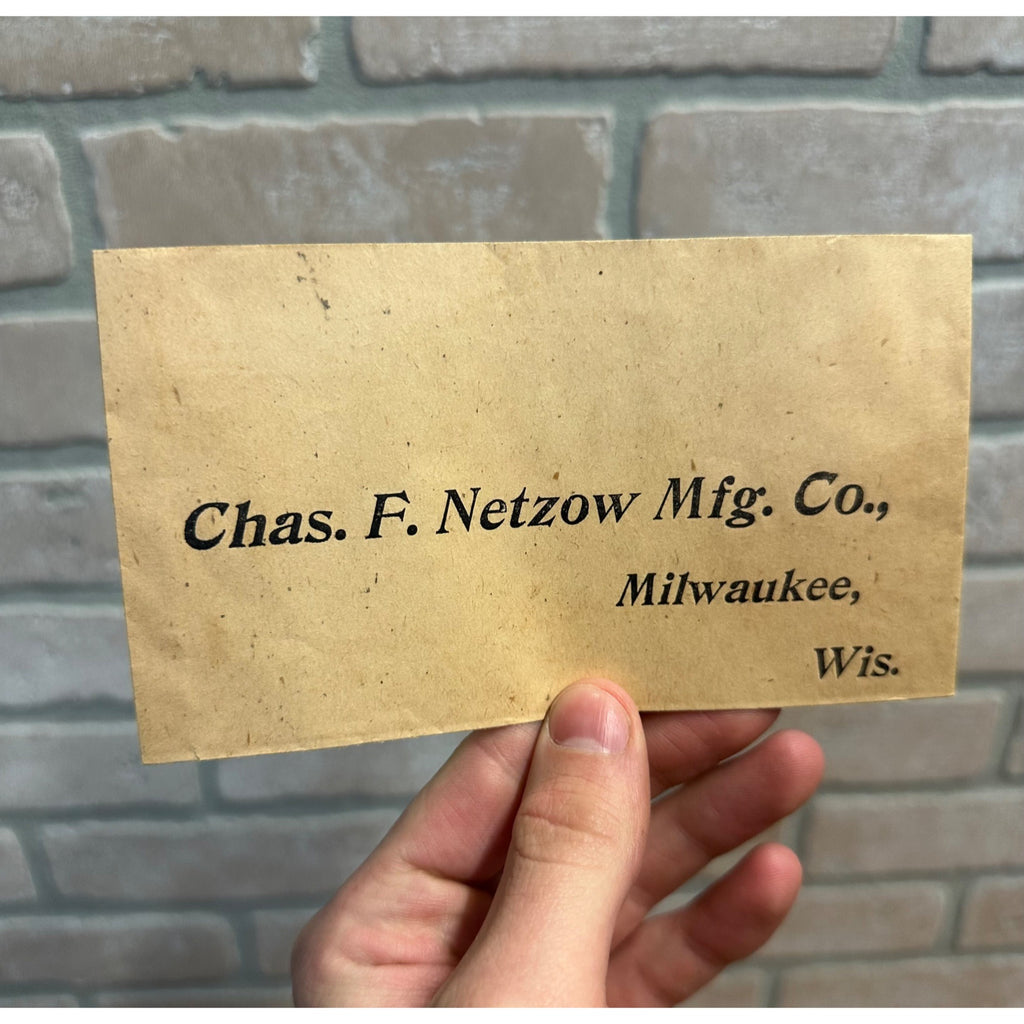 Chas. F. Netzow Mfg. Co.,
Milwaukee,
Wis.